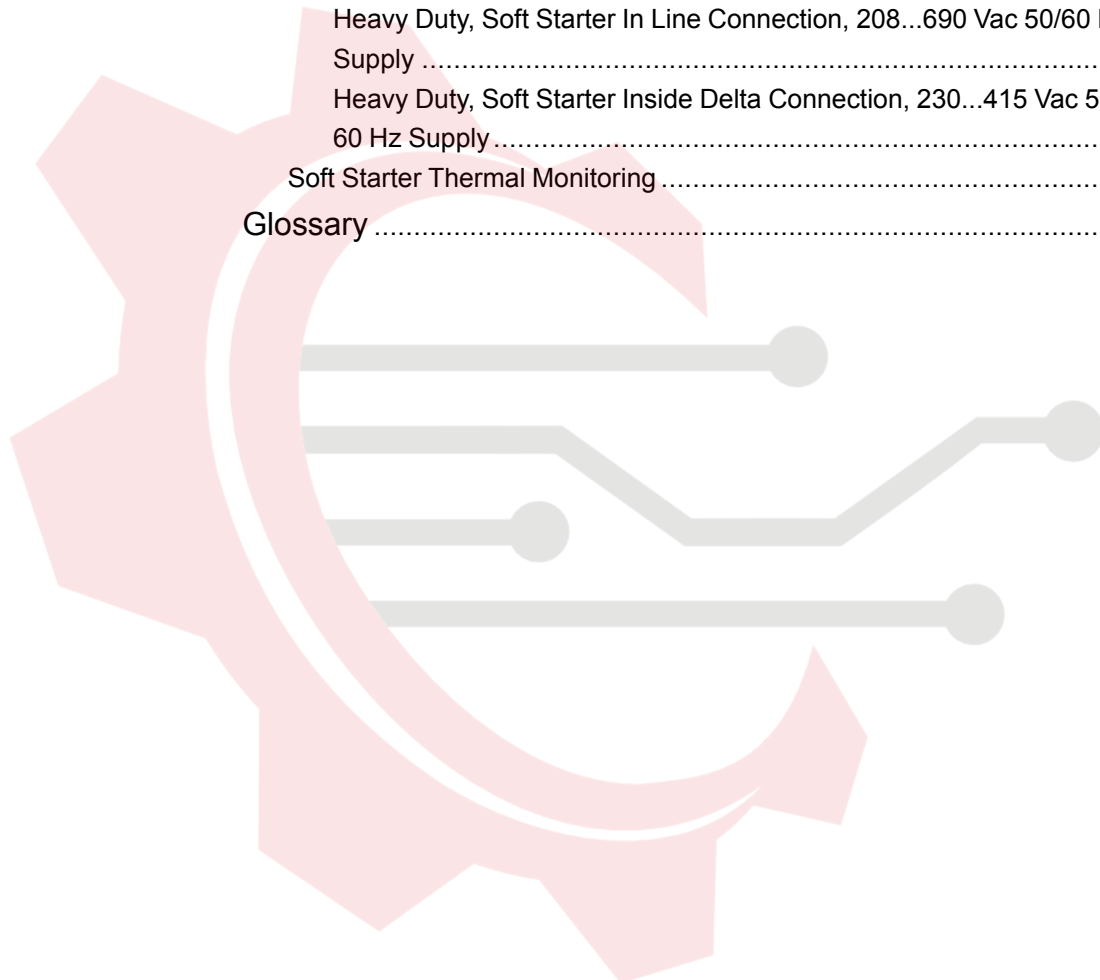 Heavy Duty, Soft Starter In Line Connection, 208...690 Vac 50/60
Supply ........................................................................................
Heavy Duty, Soft Starter Inside Delta Connection, 230...415 Vac 5
60 Hz Supply ........................................................................................
Soft Starter Thermal Monitoring ........................................................................................
Glossary ........................................................................................